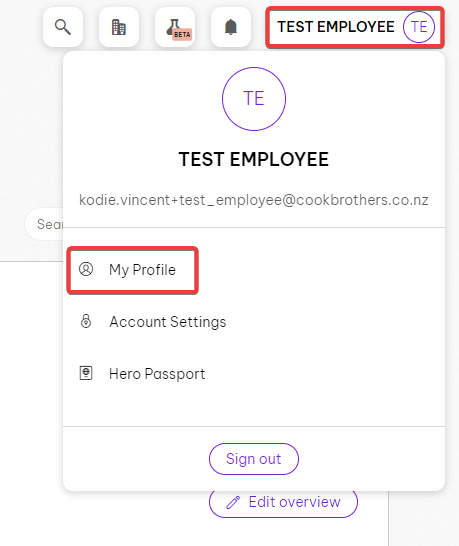 BETA
TEST EMPLOYEE TE
TE
TEST EMPLOYEE
kodie.vincent+test_employee@cookbrothers.co.nz
Sear
My Profile
Account Settings
Hero Passport
Sign out
Edit overview